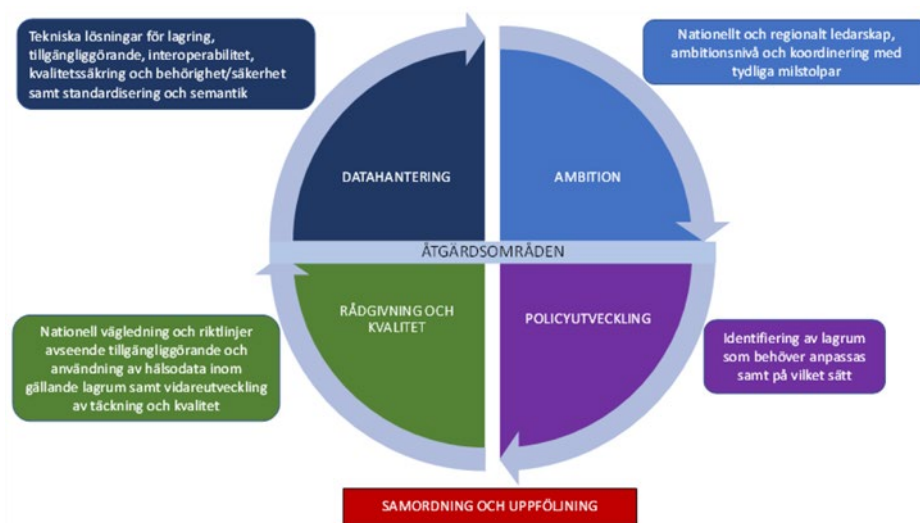 Tekniska lösningar för lagring,
tillgängliggörande, interoperabilitet,
kvalitetssäkring och behörighet/säkerhet
samt standardisering och semantik
Nationellt och regionalt ledarskap,
ambitionsnivå och koordinering med
tydliga milstolpar
DATAHANTERING
AMBITION
ÅTGÄRDSOMRÅDEN
RÅDGIVNING OCH
KVALITET
POLICYUTVECKLING
Nationell vägledning och riktlinjer
avseende tillgängliggörande och
användning av hälsodata inom
gällande lagrum samt vidareutveckling
av täckning och kvalitet
Identifiering av lagrum
som behöver anpassas
samt på vilket sätt
SAMORDNING OCH UPPFÖLJNING